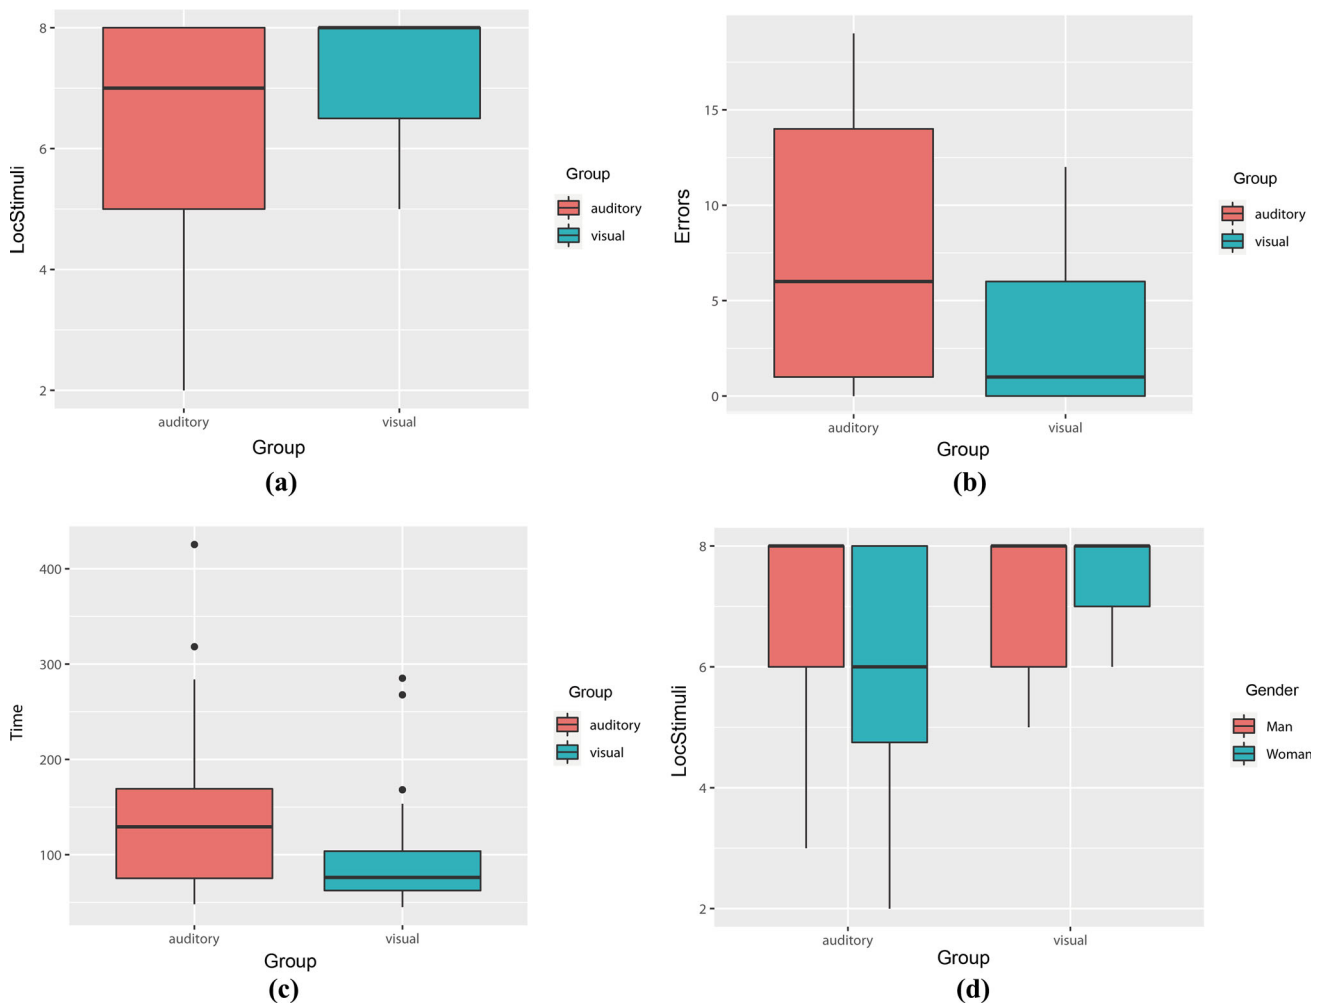 8
6
4
2
LocStimuli
auditory
visual
Group
Group
auditory
visual
(a)
15
10
5
0
Errors
auditory
visual
Group
Group
auditory
visual
(b)
400
300
200
100
Time
auditory
visual
Group
Group
auditory
visual
(c)
8
6
4
2
LocStimuli
auditory
visual
Group
Gender
Man
Woman
(d)